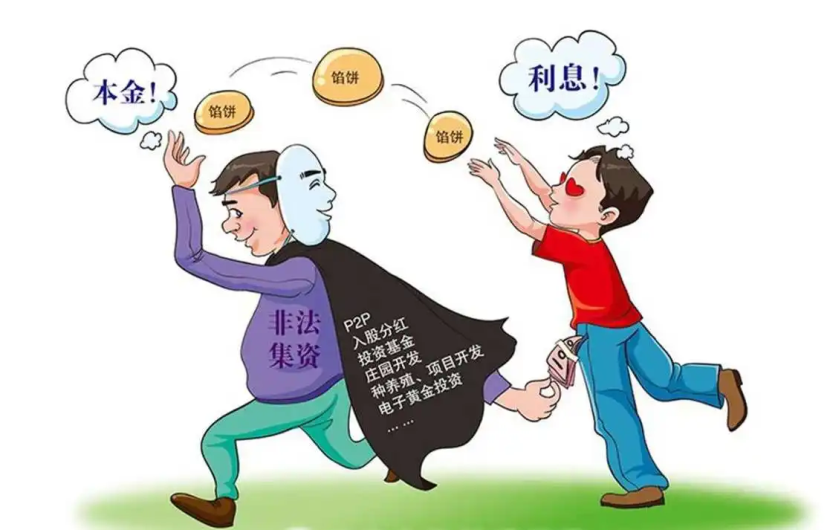 本金!
馅饼
馅饼
馅饼
利息!
非法
集资
P2P
入股分红
投资基金
庄园开发
种养殖、项目开发
电子黄金投资
……